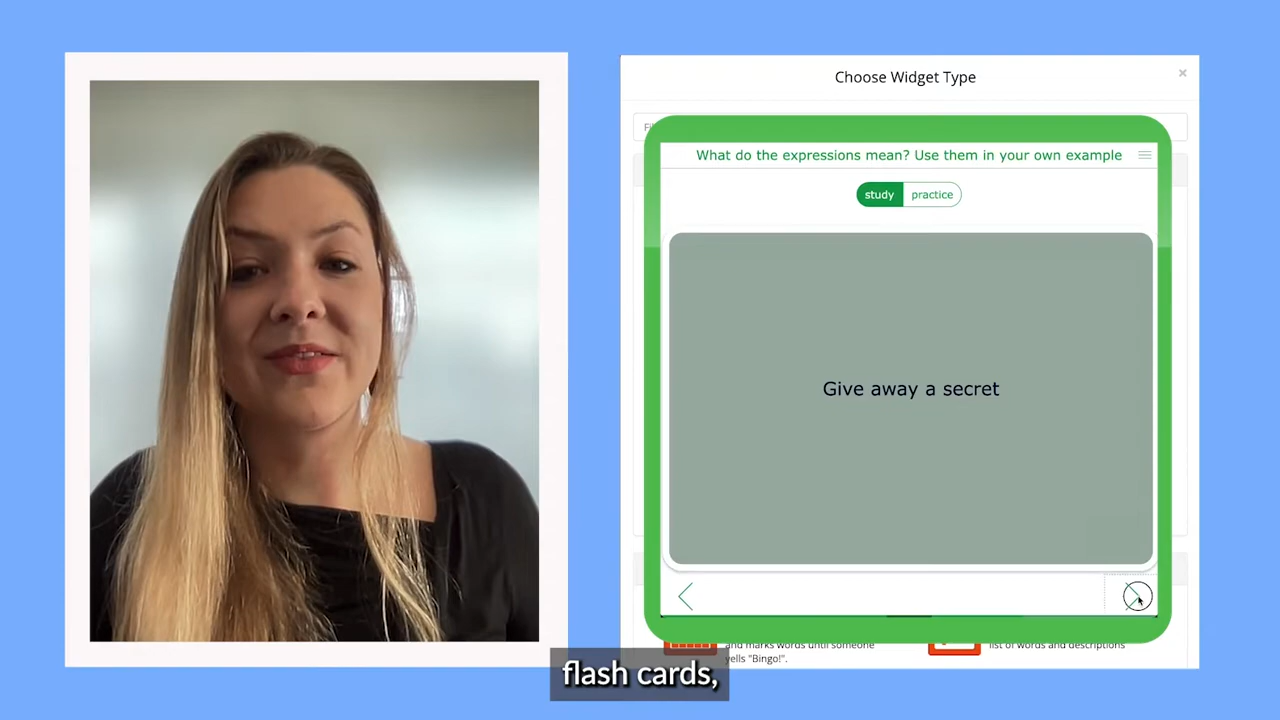 Choose Widget Type
×
Fi
What do the expressions mean? Use them in your own example
study practice
Give away a secret
and marks words until someone
yells "Bingo!".
list of words and descriptions
flash cards,